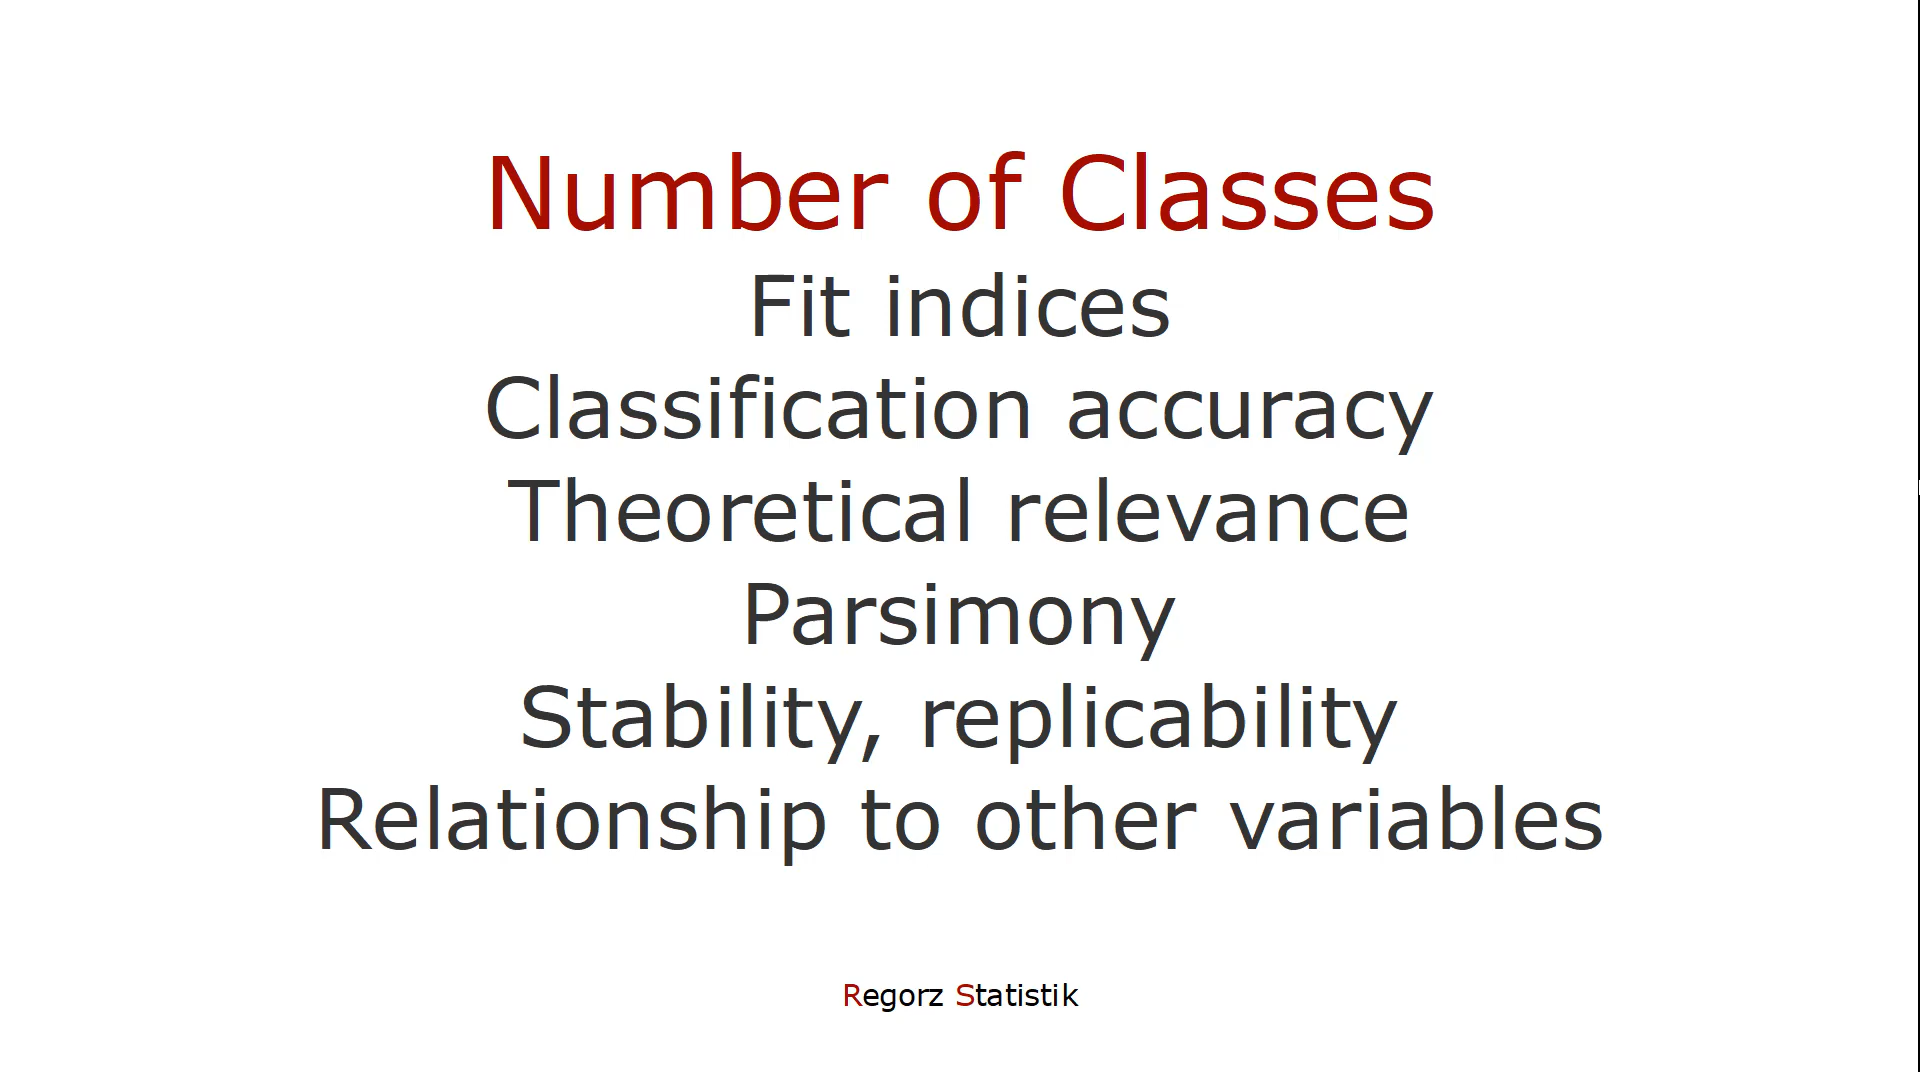 Number of Classes
Fit indices
Classification accuracy
Theoretical relevance
Parsimony
Stability, replicability
Relationship to other variables
Regorz Statistik